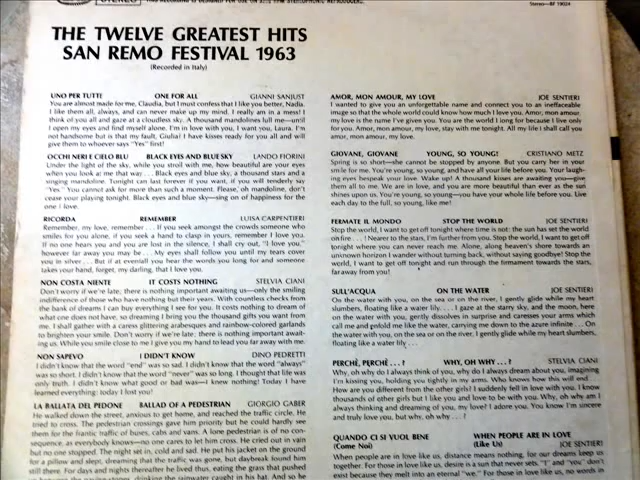 STEREO
THIS RECORDING IS DESIGNED FOR USE ON 33 1/3 RPM STEREOPHONIC REPRODUCERS.
Stereo—BF 19024
THE TWELVE GREATEST HITS
SAN REMO FESTIVAL 1963
(Recorded in Italy)
UNO PER TUTTE ONE FOR ALL GIANNI SANJUST
You are almost made for me, Claudia, but I must confess that I like you better, Nadia.
I like them all, always, and can never make up my mind. I really am in a mess! I
think of you all and gaze at a clouded sky. A thousand mandolines lull me—until
I open my eyes and find myself alone. I'm in love with you, I want you, Laura. I'm
not handsome but is that my fault, Giulia? I have kisses ready for you all and will
give them to whoever says "Yes" first!
OCCHI NERI E CIELO BLU BLACK EYES AND BLUE SKY LANDO FIORINI
Under the light of the sky, while you stroll with me, how beautiful are your eyes
when you look at me that way. . . Black eyes and blue sky, a thousand stars and a
singing mandoline. Tonight can last forever if you want, if you will tenderly say
"Yes" You cannot ask for more than such a moment. Please, oh mandoline, don't
cease your playing tonight. Black eyes and blue sky—sing on of happiness for the
one I love.
RICORDA REMEMBER LUISA CARPENTIERI
Remember, my love, remember. . . If you seek amongst the crowds someone who
smiles for you alone, if you seek a hand to clasp in yours, remember I love you.
If no one hears you and you are lost in the silence, I shall cry out, "I love you,"
however far away you may be. . . My eyes shall follow you until my tears cover
you in silver. . . But if at eventide you hear the words you long for and someone
takes your hand, forget, my darling, that I love you.
NON COSTA NIENTE IT COSTS NOTHING STELVIA CIANI
Don't worry if we're late; there is nothing important awaiting us—only the smiling
indifference of those who have nothing but their years. With countless checks from
the bank of dreams I can buy everything I see for you. It costs nothing to dream of
what one does not have, so dreaming I bring you the thousand gifts you want from
me. I shall gather with a caress glittering arabesques and rainbow-colored garlands
to brighten your smile. Don't worry if we're late: there is nothing important await-
ing us. While you smile close to me I give you my hand to lead you far away with me.
NON SAPEVO I DIDN'T KNOW DINO PEDRETTI
I didn't know that the word "end" was so sad. I didn't know that the word "always"
was so short. I didn't know that the word "never" was so long. I thought that life was
only truth. I didn't know what good or bad was—I knew nothing! Today I have
learned everything: today I lost you!
LA BALLATA DEL PEDONE BALLAD OF A PEDESTRIAN GIORGIO GABER
He walked down the street, anxious to get home, and reached the traffic circle. He
tried to cross. The pedestrian crossings gave him priority but he could hardly see
them for the frantic traffic of buses, cabs and vans. A lone pedestrian is of no con-
sequence, as everybody knows—no one cares to let him cross. He cried out in vain
but no one stopped. The night set in, cold and sad. He put his jacket on the ground
for a pillow and slept, dreaming that the traffic was gone, but daybreak found him
still there. For days and nights thereafter he lived thus, eating the grass that pushed
AMOR, MON AMOUR, MY LOVE JOE SENTIERI
I wanted to give you an unforgettable name and connect you to an ineffaceable
image so that the whole world could know how much I love you. Amor, mon amour,
my love is the name I've given you. You are the world I long for because I live only
for you. Amor, mon amour, my love, stay with me tonight. All my life I shall call you
amor, mon amour, my love.
GIOVANE, GIOVANE YOUNG, SO YOUNG! CRISTIANO METZ
Spring is so short—she cannot be stopped by anyone. But you carry her in your
smile for me. You're young, so young, and have all your life before you. Your laugh-
ing eyes bespeak your love. Wake up! A thousand kisses are awaiting you—give
them all to me. We are in love, and you are more beautiful than ever as the sun
shines upon us. You're young, so young—you have your whole life before you. Live
each day to the full, so young, like me!
FERMATE IL MONDO STOP THE WORLD JOE SENTIERI
Stop the world, I want to get off tonight where time is not: the sun has set the world
on fire. . . ! Nearer to the stars, I'm further from you. Stop the world, I want to get off
tonight where you can never reach me. Alone, along heaven's shore towards an
unknown horizon I wander without turning back, without saying goodbye! Stop the
world, I want to get off tonight and run through the firmament towards the stars,
far away from you!
SULL'ACQUA ON THE WATER JOE SENTIERI
On the water with you, on the sea or on the river, I gently glide while my heart
slumbers, floating like a water lily. . . . I gaze at the starry sky, and the moon, here
on the water with you, gently dissolves in surprise and caresses your arms which
call me and enfold me like the water, carrying me down to the azure infinite. . . On
the water with you, on the sea or on the river, I gently glide while my heart slumbers,
floating like a water lily . . .
PERCHÈ, PERCHÈ . . . ? WHY, OH WHY . . . ? STELVIA CIANI
Why, oh why do I always think of you, why do I always dream about you, imagining
I'm kissing you, holding you tightly in my arms. Who knows how this will end. . .
How are you different from the other girls? I suddenly fell in love with you. I know
thousands of other girls but I like you and love to be with you. Why, oh why am I
always thinking and dreaming of you, my love? I adore you. You know I'm sincere
and truly love you, but why, oh why. . . ?
QUANDO CI SI VUOL BENE WHEN PEOPLE ARE IN LOVE
(Come Noi) (Like Us) JOE SENTIERI
When people are in love like us, distance means nothing, for our dreams keep us
together. For those in love like us, desire is a sun that never sets. "I" and "You" don't
exist because they melt into an eternal "we." For those in love like us, no words in